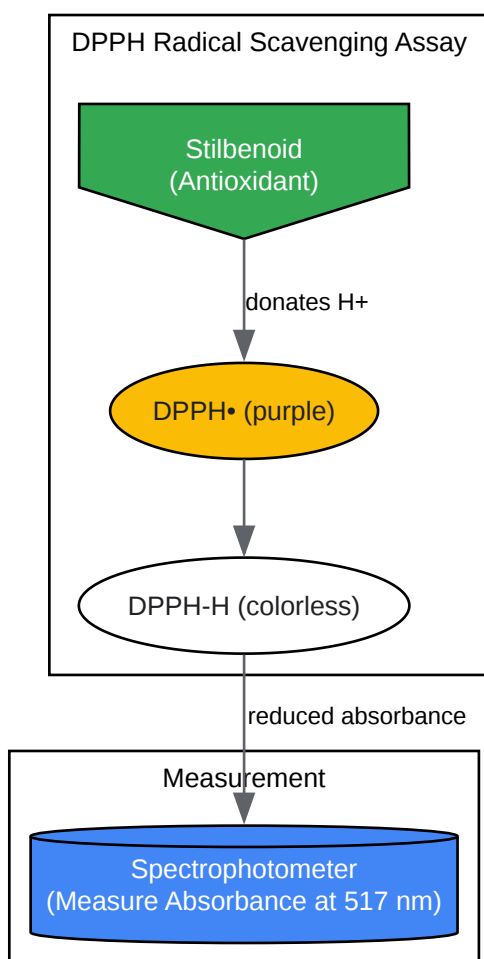 DPPH Radical Scavenging Assay
Stilbenoid
(Antioxidant)
donates H+
DPPH• (purple)
DPPH-H (colorless)
reduced absorbance
Measurement
Spectrophotometer
(Measure Absorbance at 517 nm)